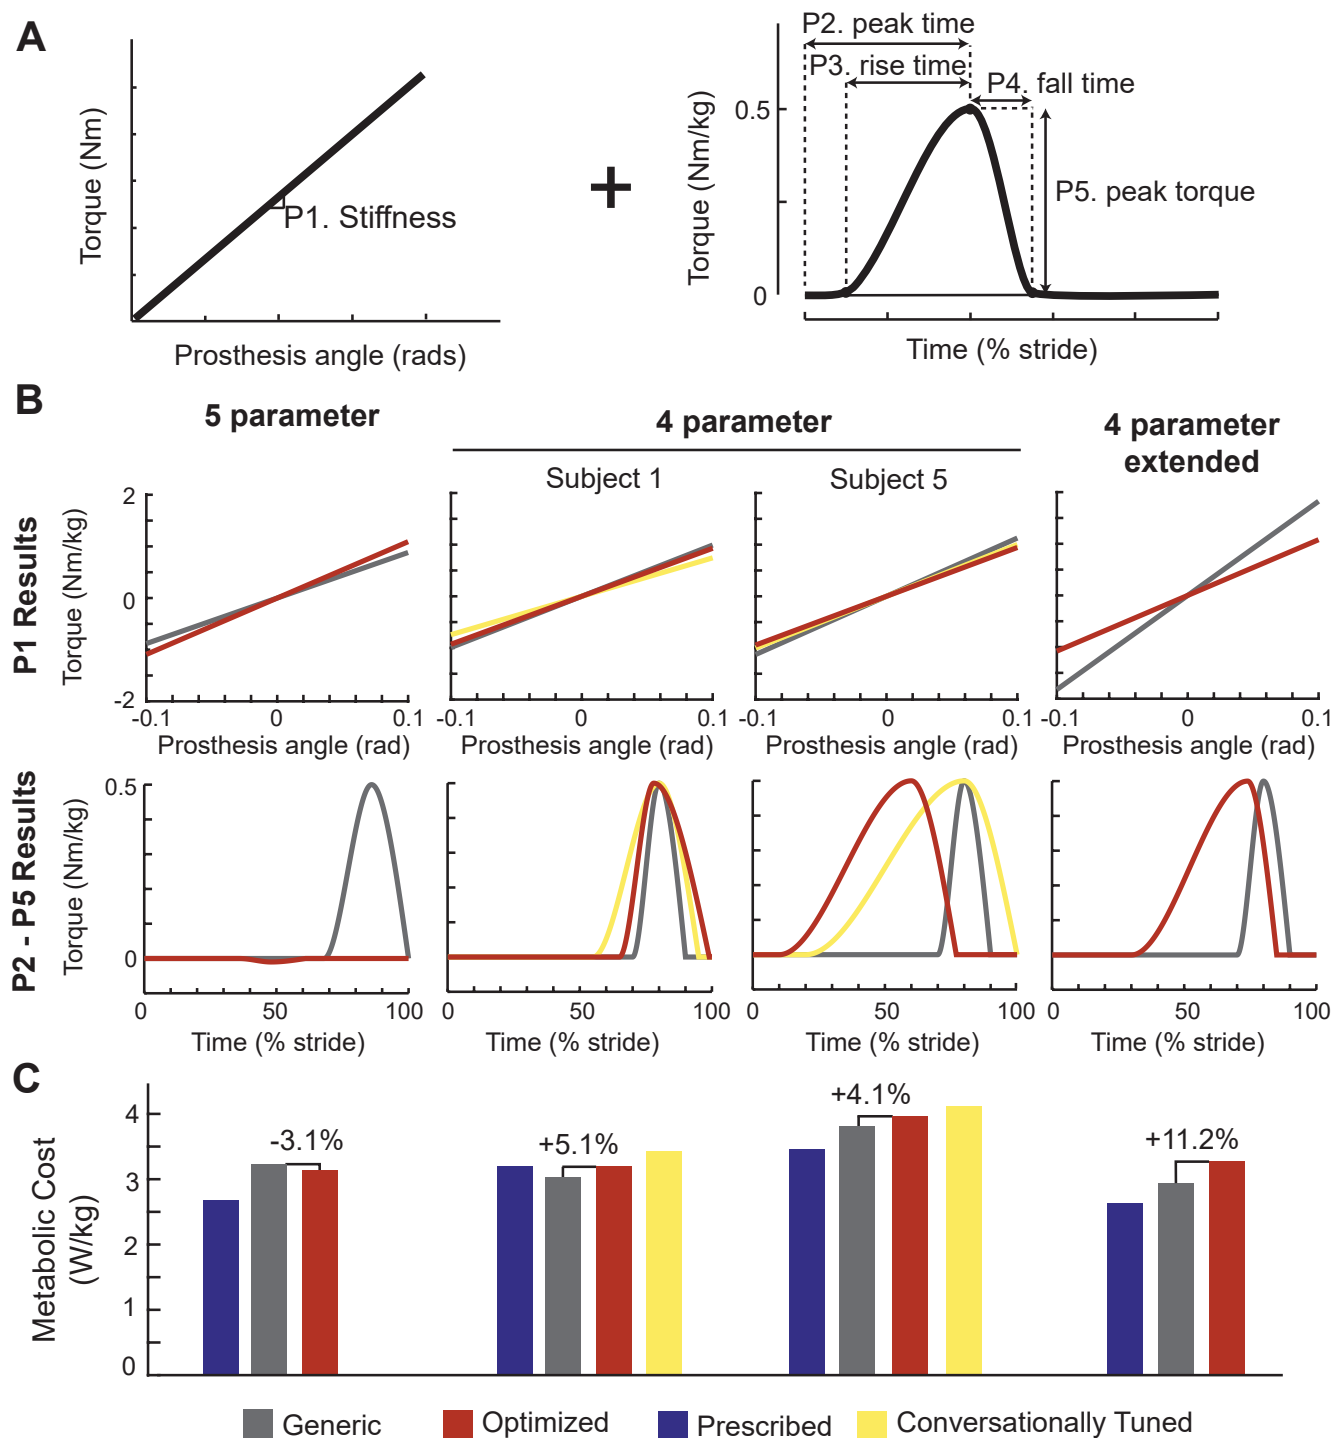 A
Torque (Nm)
P1. Stiffness
Prosthesis angle (rads)
+
P2. peak time
P3. rise time
P4. fall time
0.5
Torque (Nm/kg)
P5. peak torque
0
Time (% stride)
B
5 parameter
4 parameter
4 parameter
extended
Subject 1
Subject 5
P1 Results
Torque (Nm/kg)
2
0
-2
-0.1 0 0.1
-0.1 0 0.1
-0.1 0 0.1
-0.1 0 0.1
Prosthesis angle (rad)
Prosthesis angle (rad)
Prosthesis angle (rad)
Prosthesis angle (rad)
P2 - P5 Results
Torque (Nm/kg)
0.5
0
0 50 100
0 50 100
0 50 100
0 50 100
Time (% stride)
Time (% stride)
Time (% stride)
Time (% stride)
C
Metabolic Cost
(W/kg)
4
3
2
1
0
-3.1%
+5.1%
+4.1%
+11.2%
Generic
Optimized
Prescribed
Conversationally Tuned